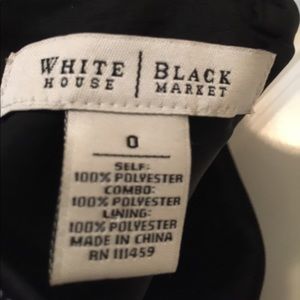 WHITE HOUSE | BLACK MARKET
0
SELF:
100% POLYESTER
COMBO:
100% POLYESTER
LINING:
100% POLYESTER
MADE IN CHINA
RN 111459